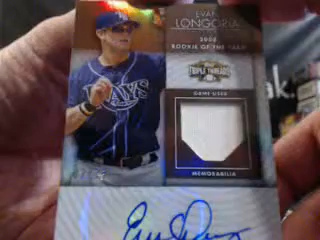 EVAN
LONGORIA
2008
ROOKIE OF THE YEAR
TRIPLE THREADS
RAYS
GAME USED
MEMORABILIA